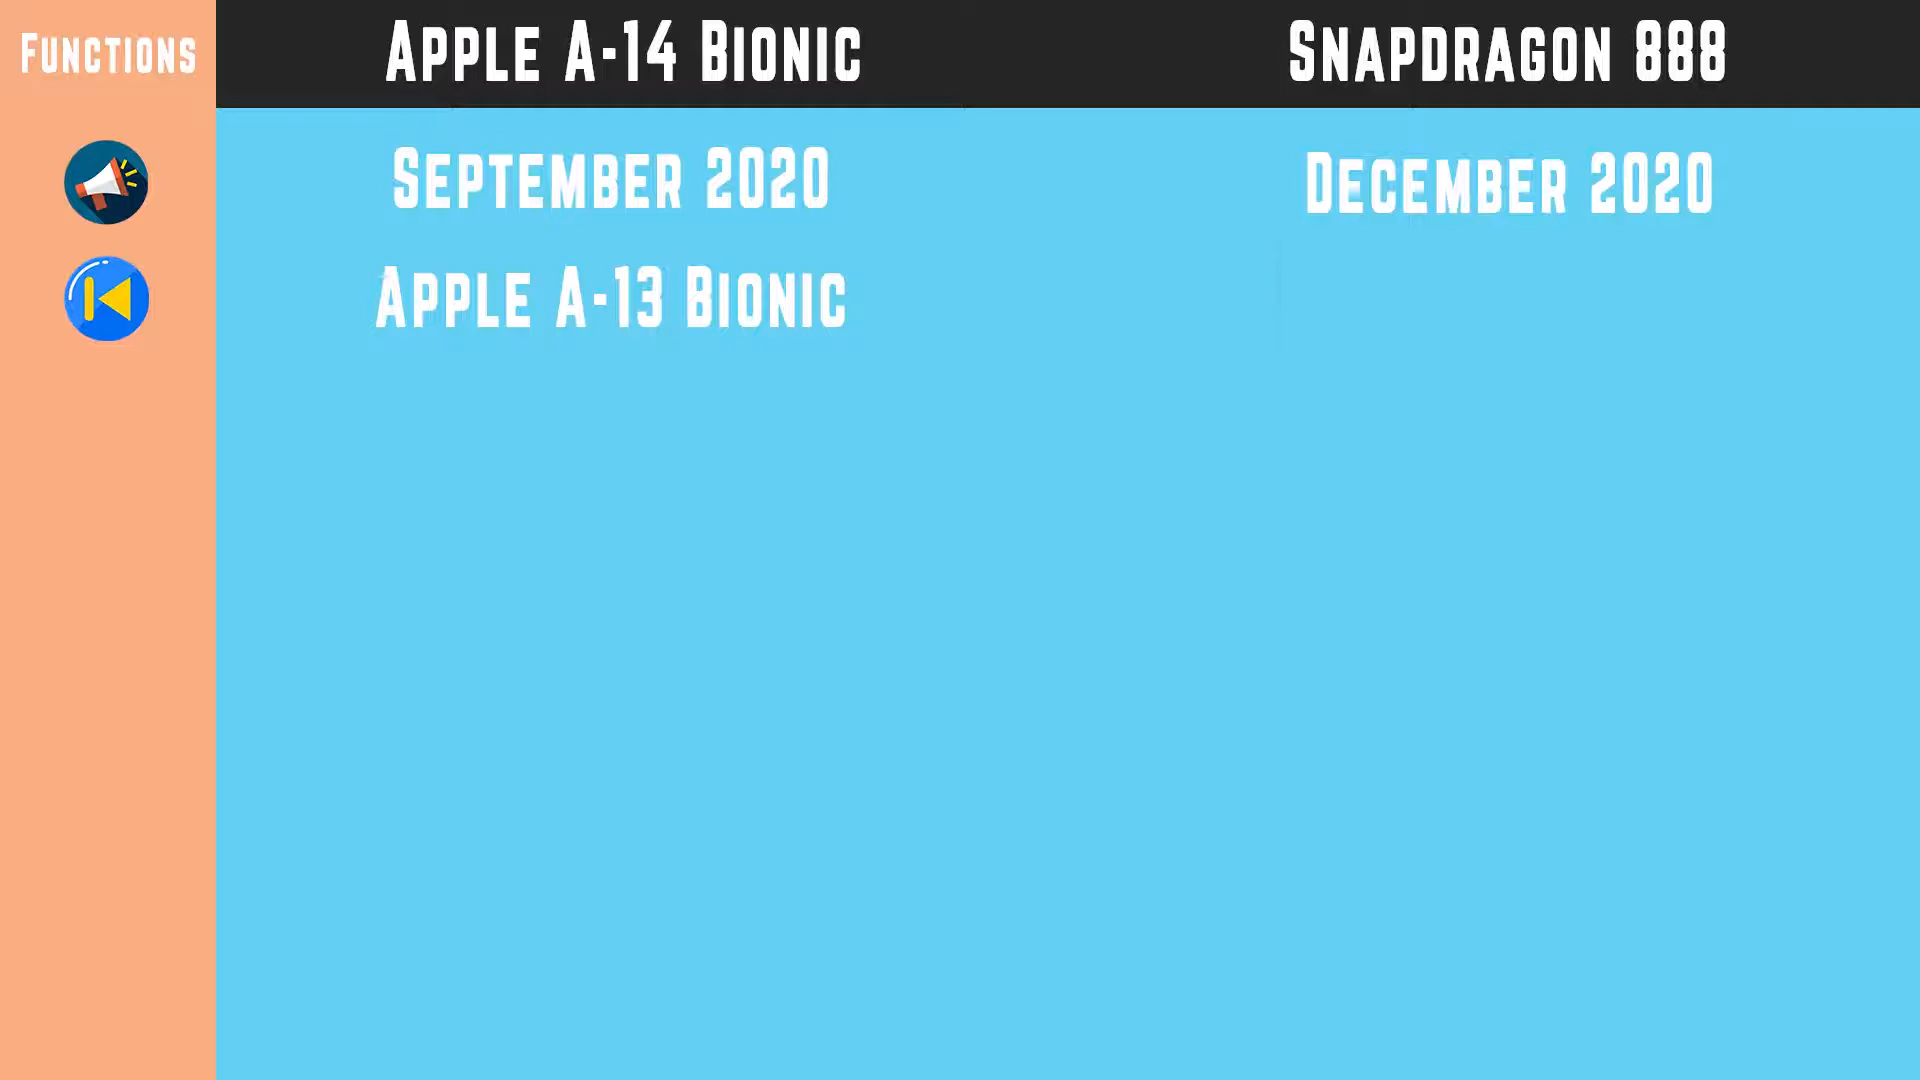 Functions
Apple A-14 Bionic
Snapdragon 888
September 2020
December 2020
Apple A-13 Bionic